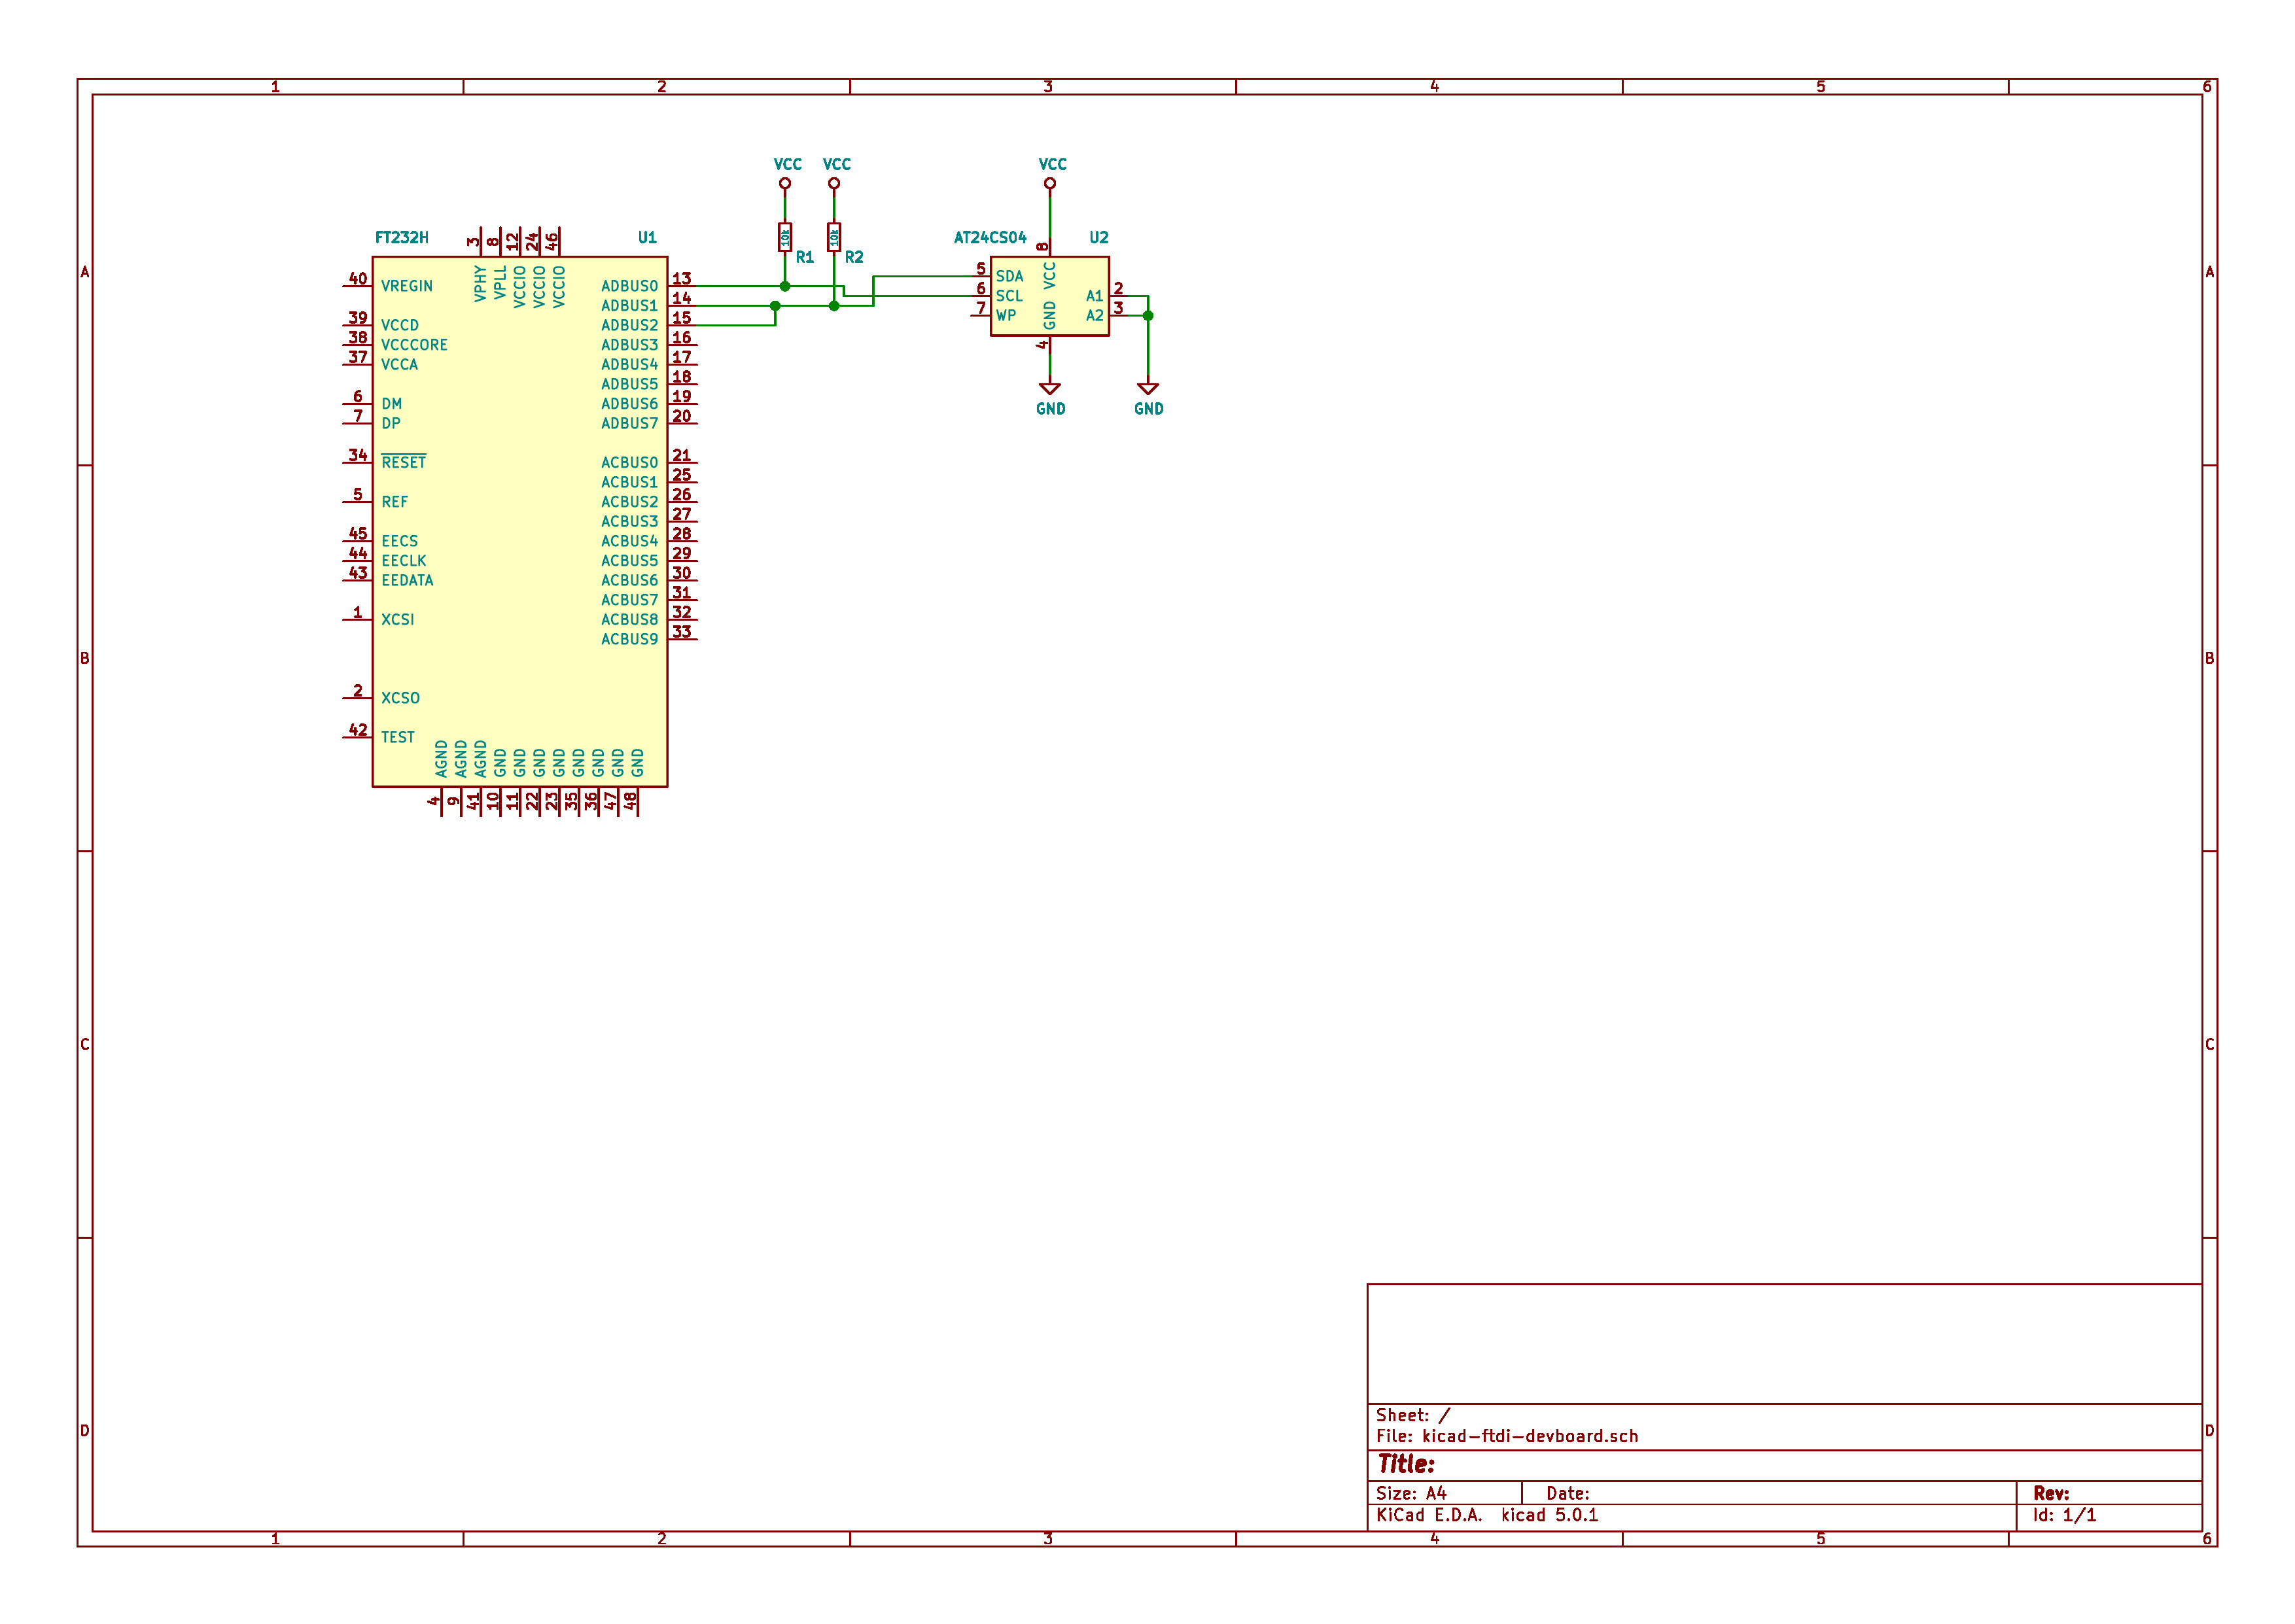 1 2 3 4 5 6
VCC VCC VCC
FT232H U1 10k R1 10k R2 AT24CS04 U2
3 8 12 24 46 8
VPHY VPLL VCCIO VCCIO VCCIO VCC
A A
40 VREGIN ADBUS0 13 5 SDA
ADBUS1 14 6 SCL A1 2
39 VCCD ADBUS2 15 7 WP GND A2 3
38 VCCCORE ADBUS3 16 4
37 VCCA ADBUS4 17
ADBUS5 18
6 DM ADBUS6 19
7 DP ADBUS7 20
GND GND
34 RESET ACBUS0 21
ACBUS1 25
5 REF ACBUS2 26
ACBUS3 27
45 EECS ACBUS4 28
44 EECLK ACBUS5 29
43 EEDATA ACBUS6 30
ACBUS7 31
1 XCSI ACBUS8 32
ACBUS9 33
B B
2 XCSO
42 TEST
AGND AGND AGND GND GND GND GND GND GND GND GND
4 9 41 10 11 22 23 35 36 47 48
C C
D D
Sheet: /
File: kicad-ftdi-devboard.sch
Title:
Size: A4 Date: Rev:
KiCad E.D.A. kicad 5.0.1 Id: 1/1
1 2 3 4 5 6